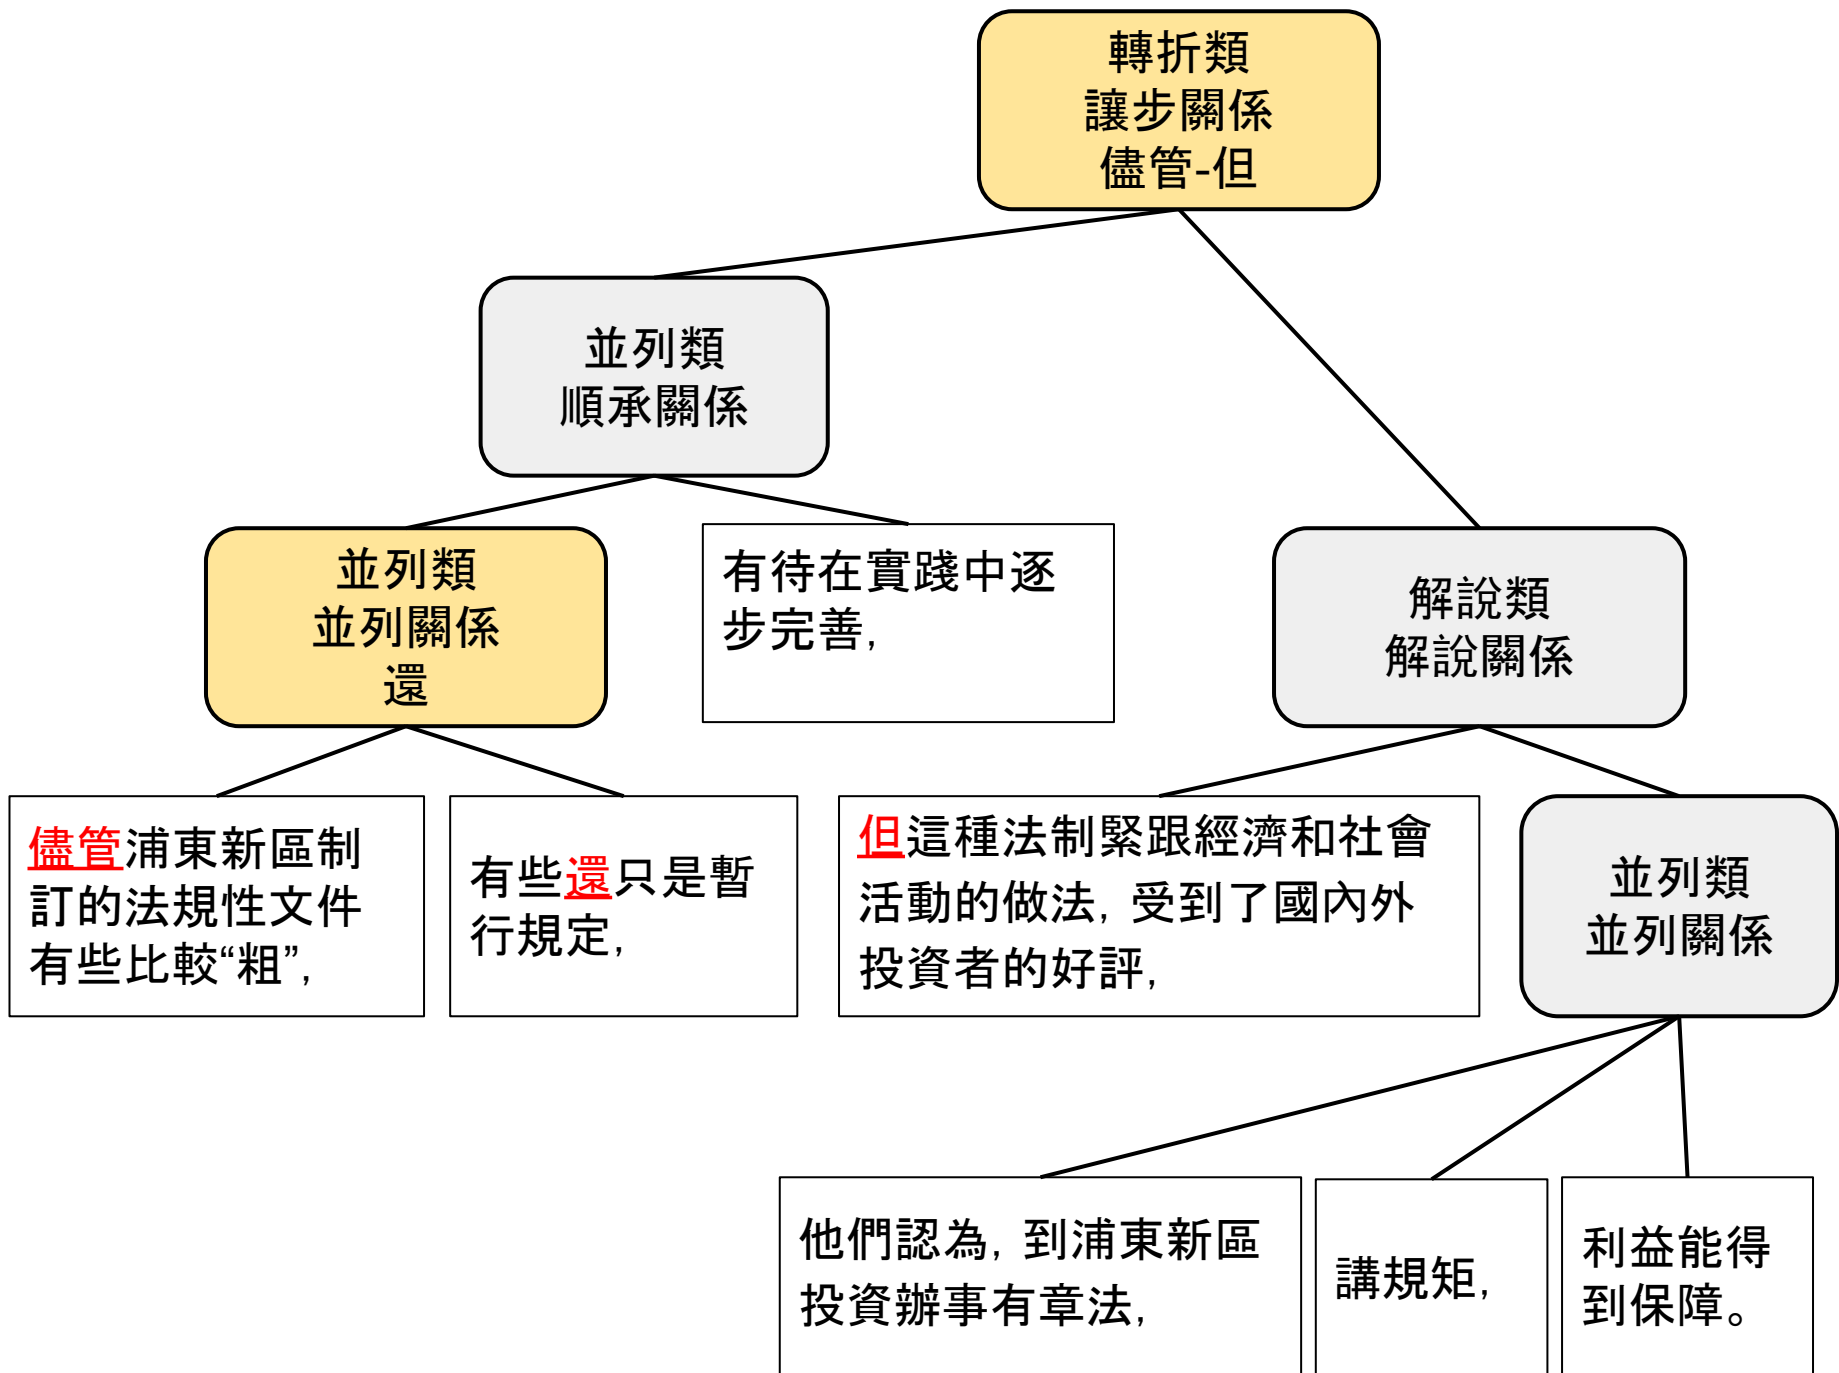 轉折類
讓步關係
儘管-但
並列類
順承關係
並列類
並列關係
還
有待在實踐中逐
步完善,
解說類
解說關係
儘管浦東新區制
訂的法規性文件
有些比較“粗”,
有些還只是暫
行規定,
但這種法制緊跟經濟和社會
活動的做法, 受到了國內外
投資者的好評,
並列類
並列關係
他們認為, 到浦東新區
投資辦事有章法,
講規矩,
利益能得
到保障。